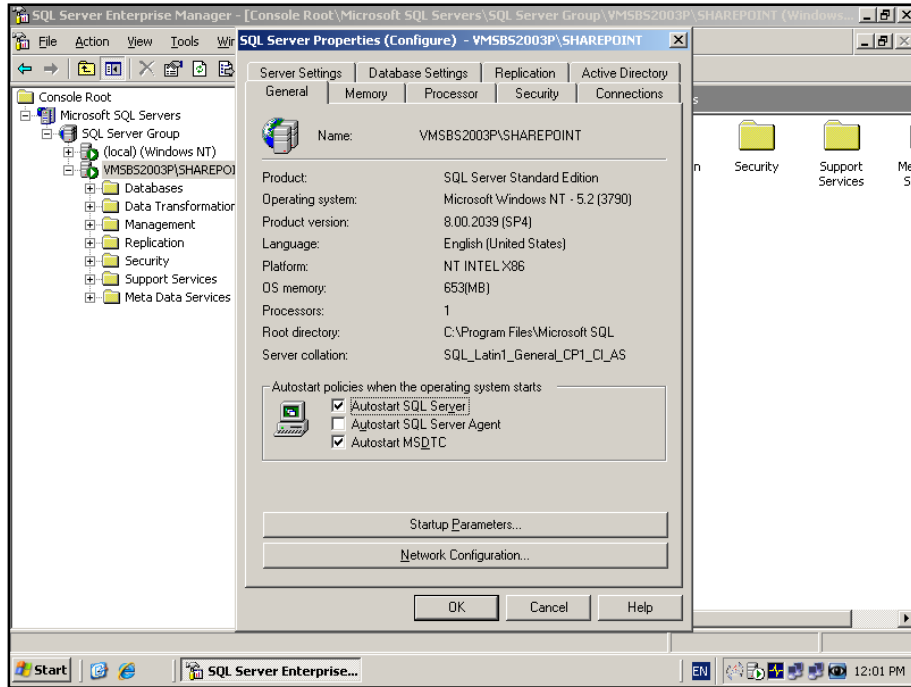 SQL Server Enterprise Manager - [Console Root\Microsoft SQL Servers\SQL Server Group\VMSBS2003P\SHAREPOINT (Windows...
File Action View Tools Win
SQL Server Properties (Configure) - VMSBS2003P\SHAREPOINT
Server Settings Database Settings Replication Active Directory
General Memory Processor Security Connections
Console Root
Microsoft SQL Servers
SQL Server Group
(local) (Windows NT)
VMSBS2003P\SHAREPOI
Databases
Data Transformation
Management
Replication
Security
Support Services
Meta Data Services
Name: VMSBS2003P\SHAREPOINT
Product: SQL Server Standard Edition
Operating system: Microsoft Windows NT - 5.2 (3790)
Product version: 8.00.2039 (SP4)
Language: English (United States)
Platform: NT INTEL X86
OS memory: 653(MB)
Processors: 1
Root directory: C:\Program Files\Microsoft SQL
Server collation: SQL_Latin1_General_CP1_CI_AS
Autostart policies when the operating system starts
Autostart SQL Server
Autostart SQL Server Agent
Autostart MSDTC
Startup Parameters...
Network Configuration...
OK Cancel Help
s
n Security Support Services Me S
Start SQL Server Enterprise... EN 12:01 PM